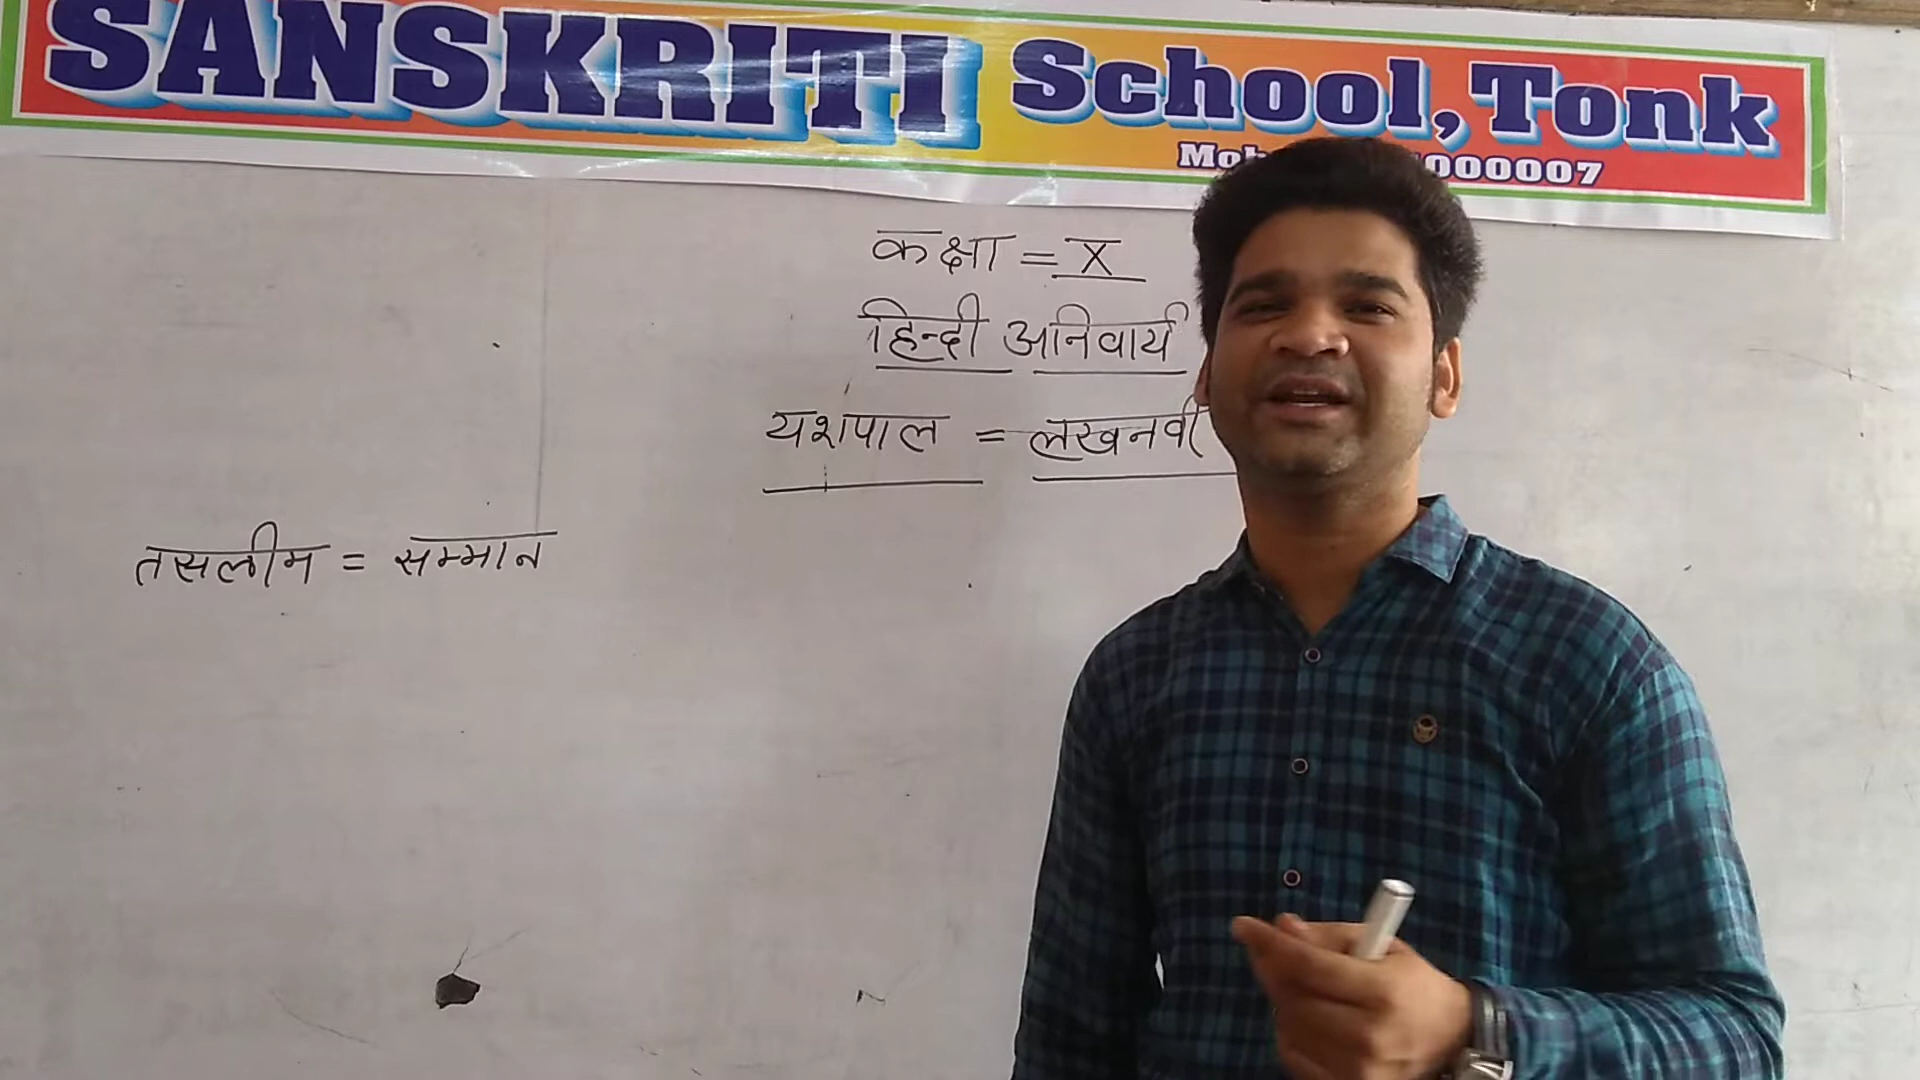 SANSKRITI School, Tonk
000007
कक्षा = X
हिन्दी अनिवार्य
यशपाल = लखनवी
तसलीम = सम्मान